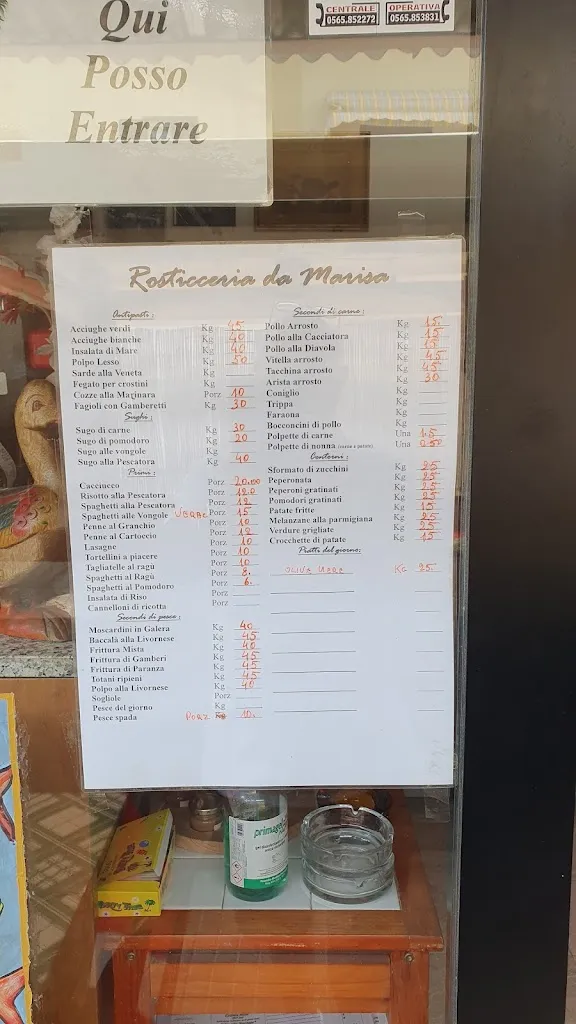 Qui
Posso
Entrare
CENTRALE
0565.852272
OPERATIVA
0565.853831
Rosticceria da Marisa
Antipasti:
Acciughe verdi Kg 45
Acciughe bianche Kg 40
Insalata di Mare Kg 40
Polpo Lesso Kg 50
Sarde alla Veneta Kg
Fegato per crostini Kg
Cozze alla Maginara Porz 10
Fagioli con Gamberetti Kg 30
Sughi:
Sugo di carne Kg 30
Sugo di pomodoro Kg 20
Sugo alle vongole Kg
Sugo alla Pescatora Kg 40
Primi:
Cacciucco Porz 20.00
Risotto alla Pescatora Porz 12.0
Spaghetti alla Pescatora Porz 12
Spaghetti alle Vongole VERAC Porz 15
Penne al Granchio Porz 10
Penne al Cartoccio Porz 12
Lasagne Porz 10
Tortellini a piacere Porz 10
Tagliatelle al ragù Porz 10
Spaghetti al Ragù Porz 8.
Spaghetti al Pomodoro Porz 6.
Insalata di Riso Porz
Cannelloni di ricotta Porz
Secondi di pesce:
Moscardini in Galera Kg 40
Baccalà alla Livornese Kg 45
Frittura Mista Kg 40
Frittura di Gamberi Kg 45
Frittura di Paranza Kg 45
Totani ripieni Kg 45
Polpo alla Livornese Kg 40
Sogliole Porz
Pesce del giorno Kg
Pesce spada PORZ Kg 10.
Secondi di carne:
Pollo Arrosto Kg 15.
Pollo alla Cacciatora Kg 15
Pollo alla Diavola Kg 15
Vitella arrosto Kg 45
Tacchina arrosto Kg 45
Arista arrosto Kg 30
Coniglio Kg
Trippa Kg
Faraona Kg
Bocconcini di pollo Kg
Polpette di carne Una 1.5
Polpette di nonna (carne e patate) Una 0.50
Contorni:
Sformato di zucchini Kg 25
Peperonata Kg 25
Peperoni gratinati Kg 25
Pomodori gratinati Kg 25
Patate fritte Kg 15
Melanzane alla parmigiana Kg 25
Verdure grigliate Kg 25
Crocchette di patate Kg 15
Piatti del giorno:
Kg 25
primagel